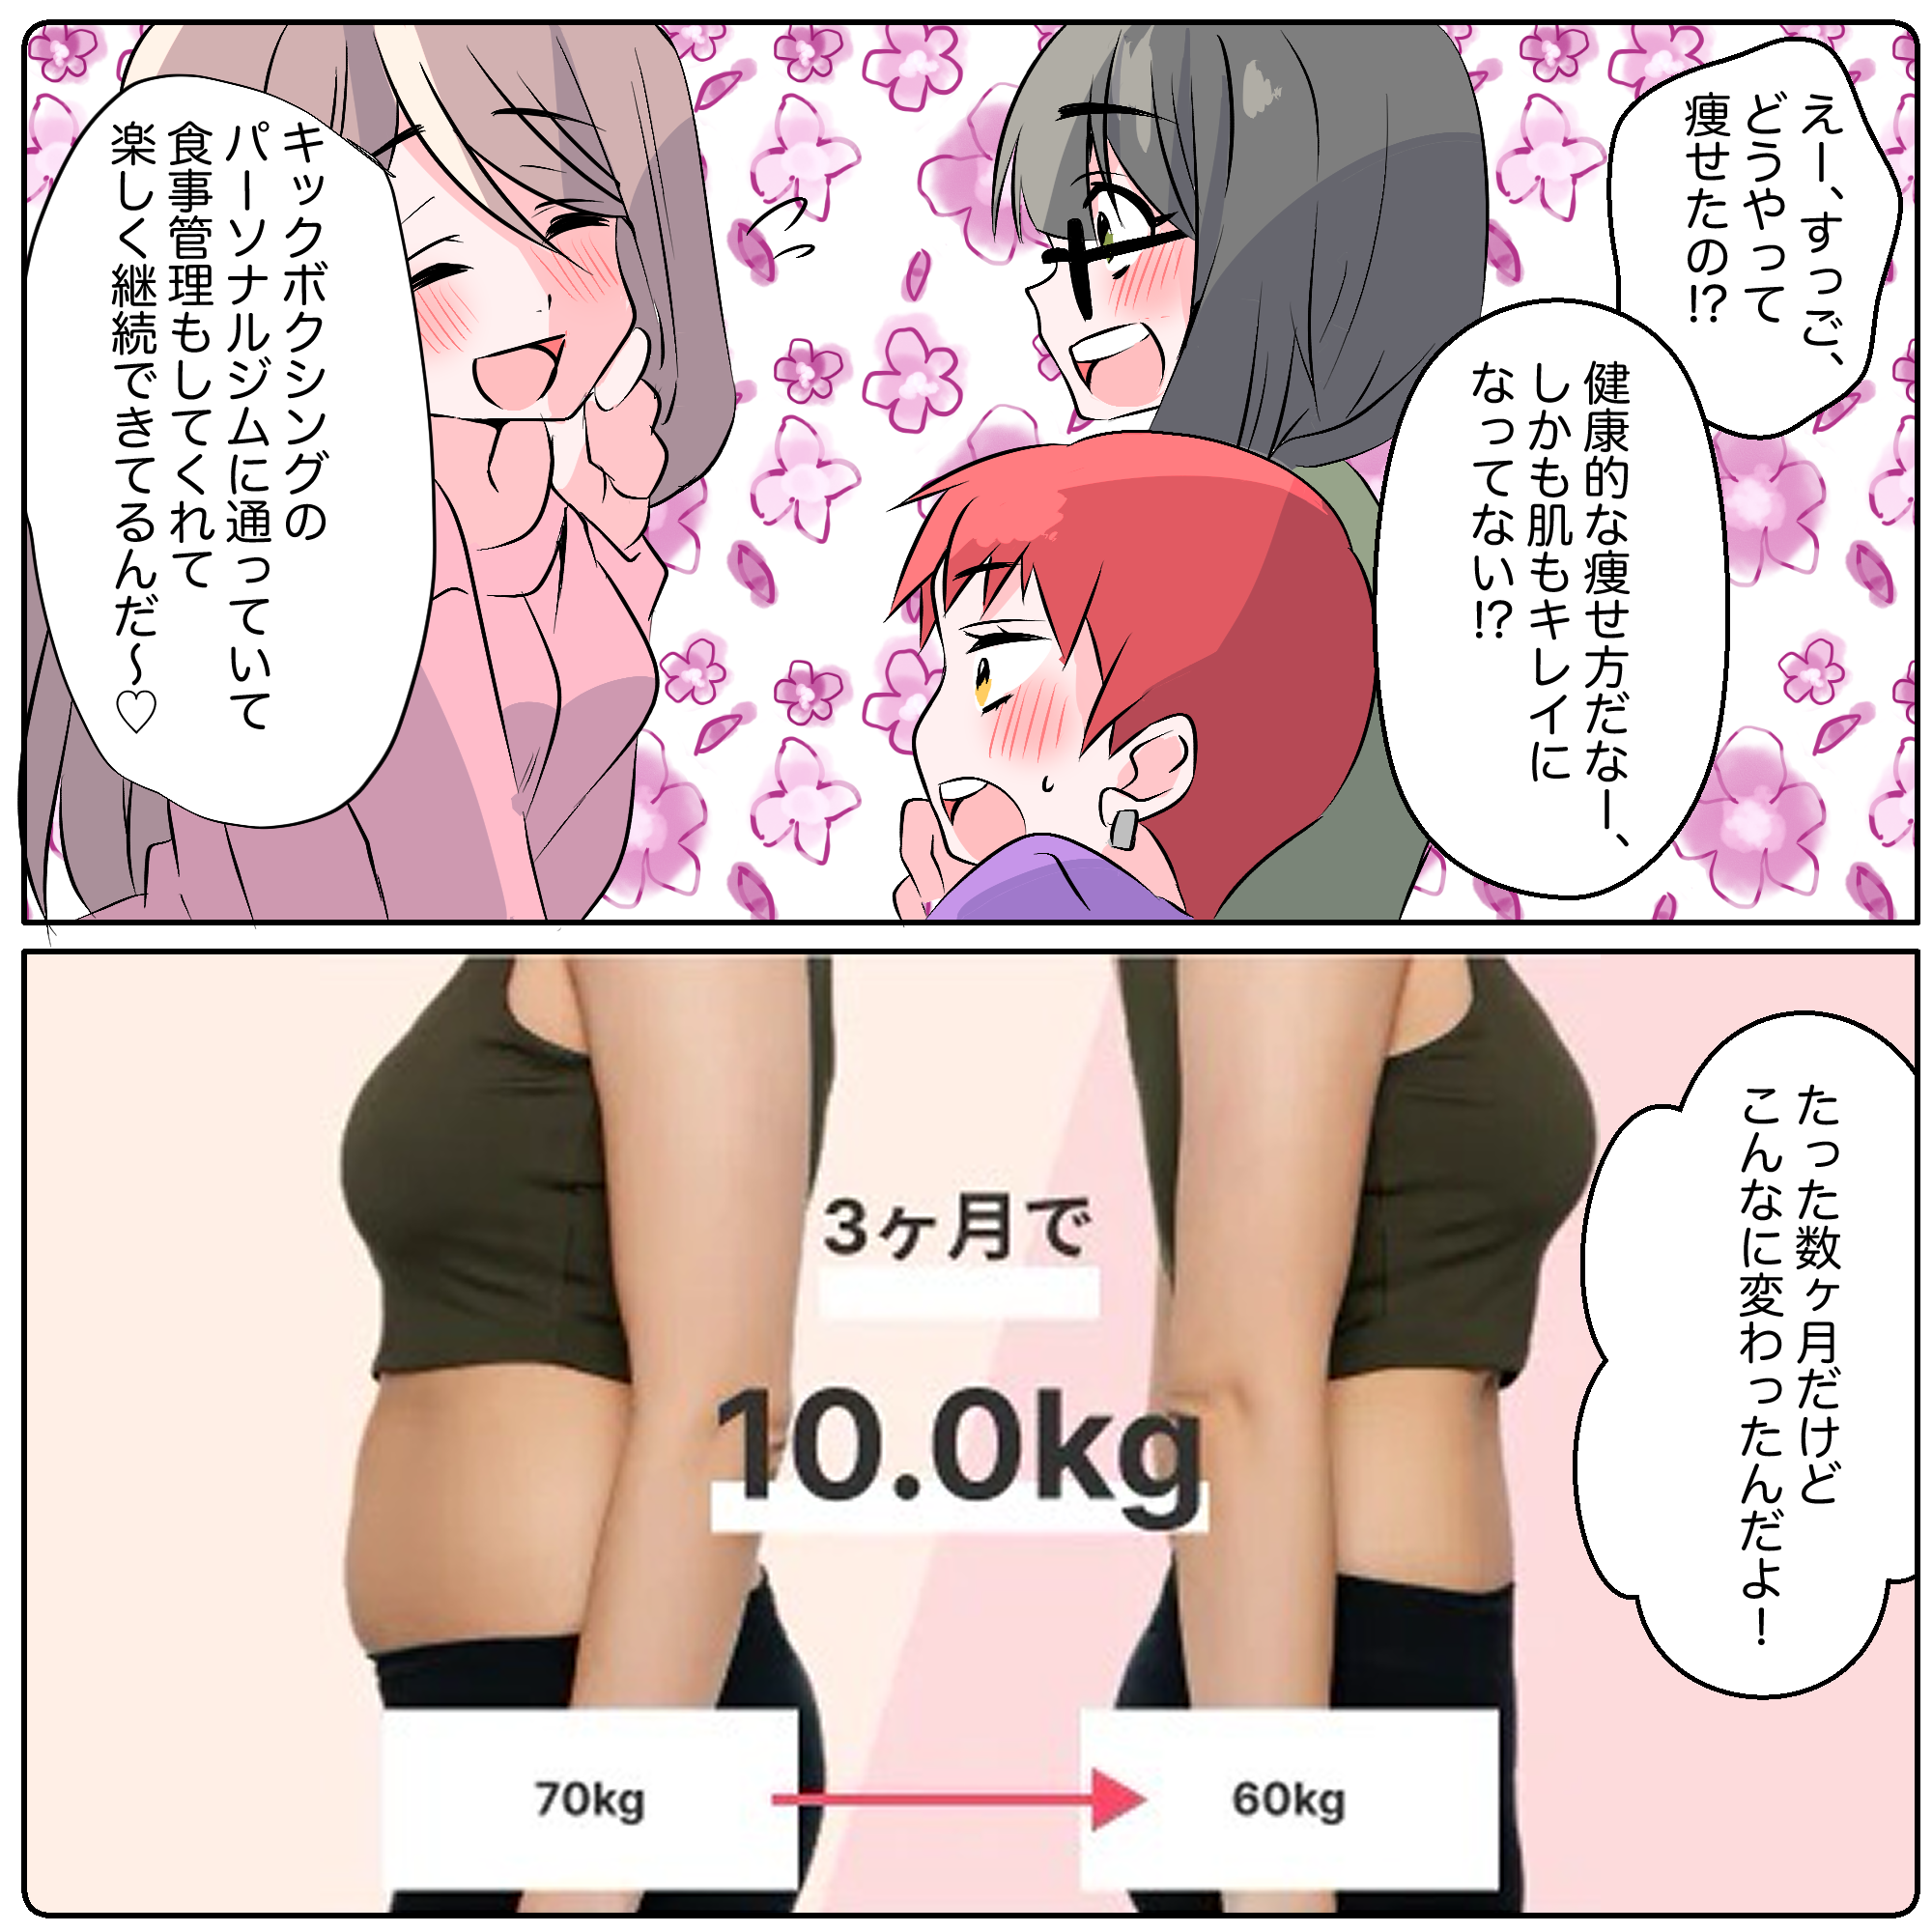 えー、すっご、
どうやって
痩せたの!?
健康的な痩せ方だなー、
しかも肌もキレイに
なってない!?
キックボクシングの
パーソナルジムに通っていて
食事管理もしてくれて
楽しく継続できてるんだ〜♡
たった数ヶ月だけど
こんなに変わったんだよ！
3ヶ月で
10.0kg
70kg
60kg